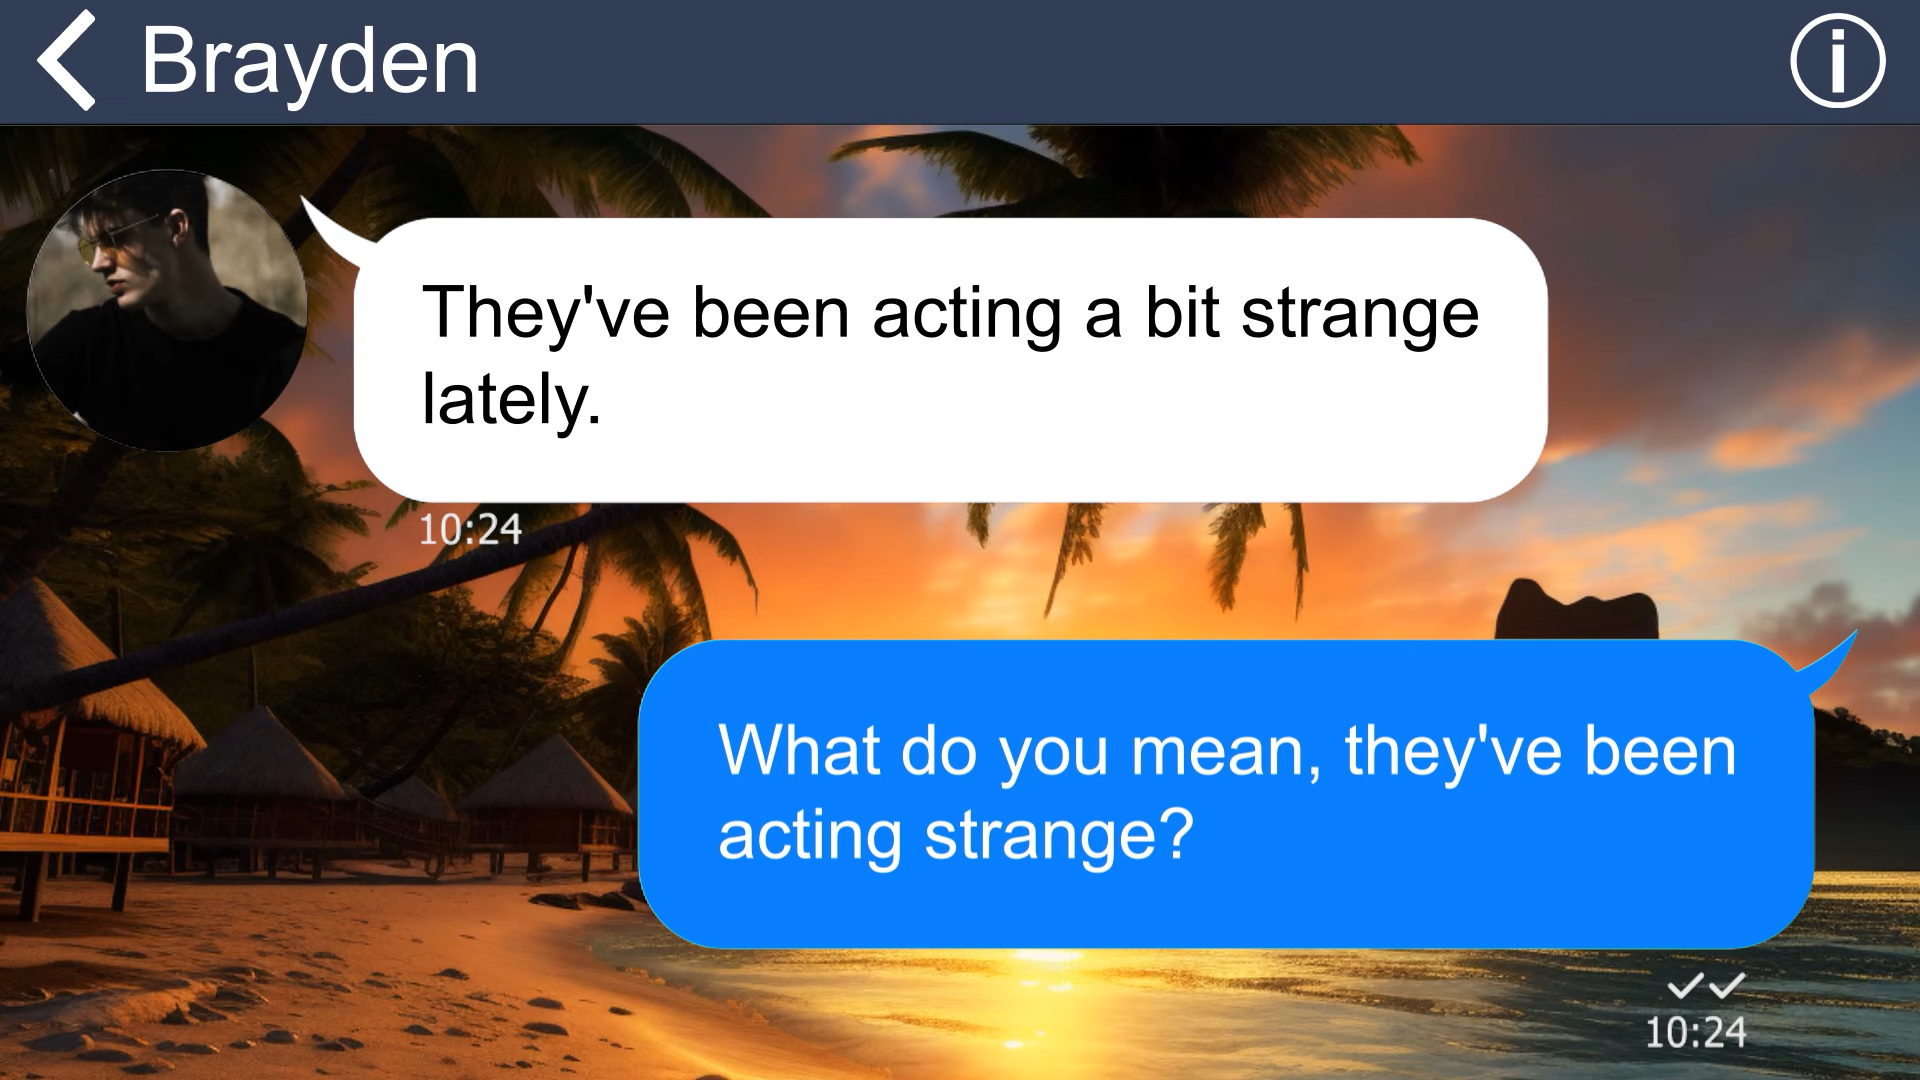 Brayden
They've been acting a bit strange
lately.
10:24
What do you mean, they've been
acting strange?
10:24